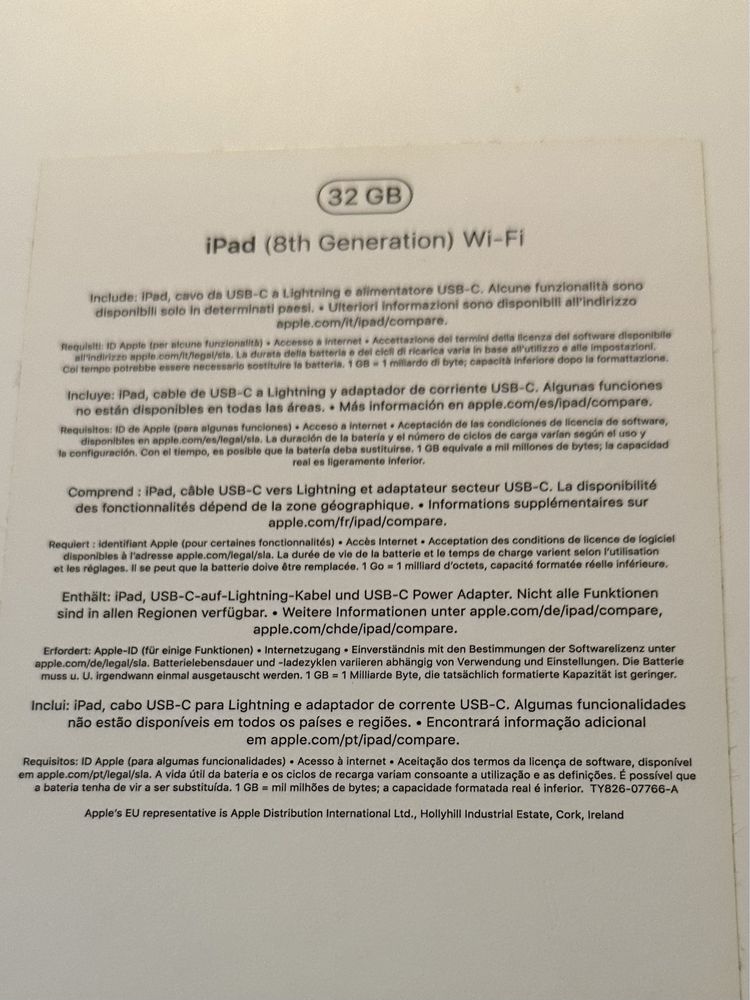 32 GB
iPad (8th Generation) Wi-Fi
Include: iPad, cavo da USB-C a Lightning e alimentatore USB-C. Alcune funzionalità sono
disponibili solo in determinati paesi. • Ulteriori informazioni sono disponibili all'indirizzo
apple.com/it/ipad/compare.
Requisiti: ID Apple (per alcune funzionalità) • Accesso a internet • Accettazione dei termini della licenza del software disponibile
all'indirizzo apple.com/it/legal/sla. La durata della batteria e dei cicli di ricarica varia in base all'utilizzo e alle impostazioni.
Col tempo potrebbe essere necessario sostituire la batteria. 1 GB = 1 miliardo di byte; capacità inferiore dopo la formattazione.
Incluye: iPad, cable de USB-C a Lightning y adaptador de corriente USB-C. Algunas funciones
no están disponibles en todas las áreas. • Más información en apple.com/es/ipad/compare.
Requisitos: ID de Apple (para algunas funciones) • Acceso a internet • Aceptación de las condiciones de licencia de software,
disponibles en apple.com/es/legal/sla. La duración de la batería y el número de ciclos de carga varían según el uso y
la configuración. Con el tiempo, es posible que la batería deba sustituirse. 1 GB equivale a mil millones de bytes; la capacidad
real es ligeramente inferior.
Comprend : iPad, câble USB-C vers Lightning et adaptateur secteur USB-C. La disponibilité
des fonctionnalités dépend de la zone géographique. • Informations supplémentaires sur
apple.com/fr/ipad/compare.
Requiert : identifiant Apple (pour certaines fonctionnalités) • Accès Internet • Acceptation des conditions de licence de logiciel
disponibles à l'adresse apple.com/legal/sla. La durée de vie de la batterie et le temps de charge varient selon l'utilisation
et les réglages. Il se peut que la batterie doive être remplacée. 1 Go = 1 milliard d'octets, capacité formatée réelle inférieure.
Enthält: iPad, USB-C-auf-Lightning-Kabel und USB-C Power Adapter. Nicht alle Funktionen
sind in allen Regionen verfügbar. • Weitere Informationen unter apple.com/de/ipad/compare,
apple.com/chde/ipad/compare.
Erfordert: Apple-ID (für einige Funktionen) • Internetzugang • Einverständnis mit den Bestimmungen der Softwarelizenz unter
apple.com/de/legal/sla. Batterielebensdauer und -ladezyklen variieren abhängig von Verwendung und Einstellungen. Die Batterie
muss u. U. irgendwann einmal ausgetauscht werden. 1 GB = 1 Milliarde Byte, die tatsächlich formatierte Kapazität ist geringer.
Inclui: iPad, cabo USB-C para Lightning e adaptador de corrente USB-C. Algumas funcionalidades
não estão disponíveis em todos os países e regiões. • Encontrará informação adicional
em apple.com/pt/ipad/compare.
Requisitos: ID Apple (para algumas funcionalidades) • Acesso à internet • Aceitação dos termos da licença de software, disponível
em apple.com/pt/legal/sla. A vida útil da bateria e os ciclos de recarga variam consoante a utilização e as definições. É possível que
a bateria tenha de vir a ser substituída. 1 GB = mil milhões de bytes; a capacidade formatada real é inferior. TY826-07766-A
Apple's EU representative is Apple Distribution International Ltd., Hollyhill Industrial Estate, Cork, Ireland